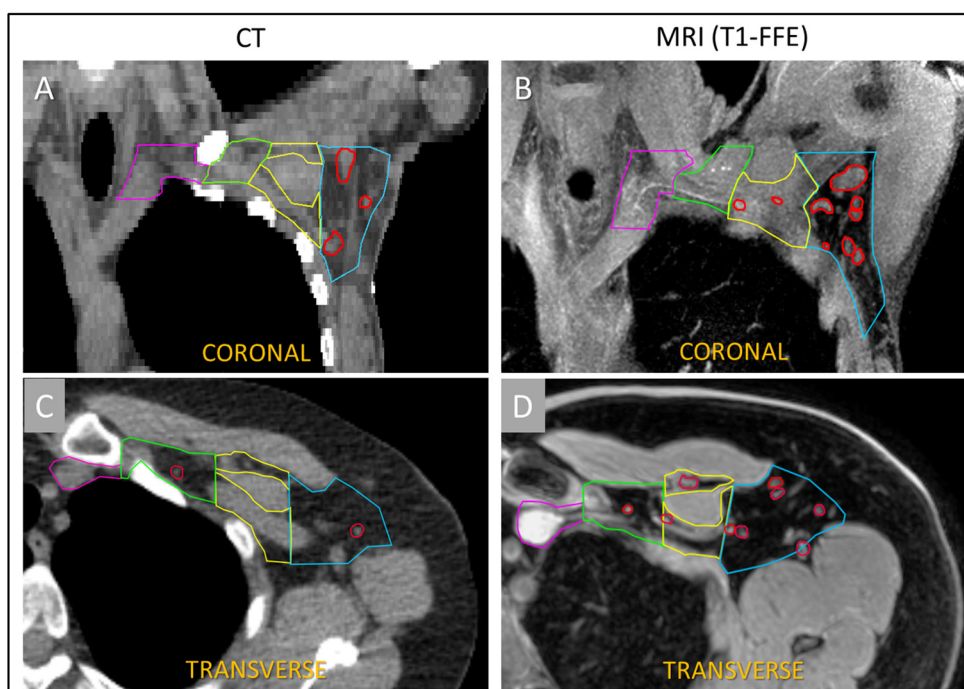 CT
MRI (T1-FFE)
A
B
CORONAL
CORONAL
C
D
TRANSVERSE
TRANSVERSE